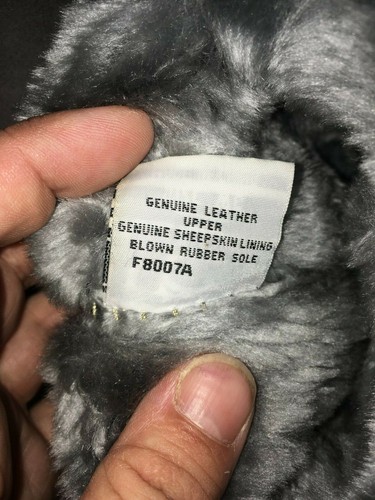 GENUINE LEATHER
UPPER
GENUINE SHEEPSKIN LINING
BLOWN RUBBER SOLE
F8007A